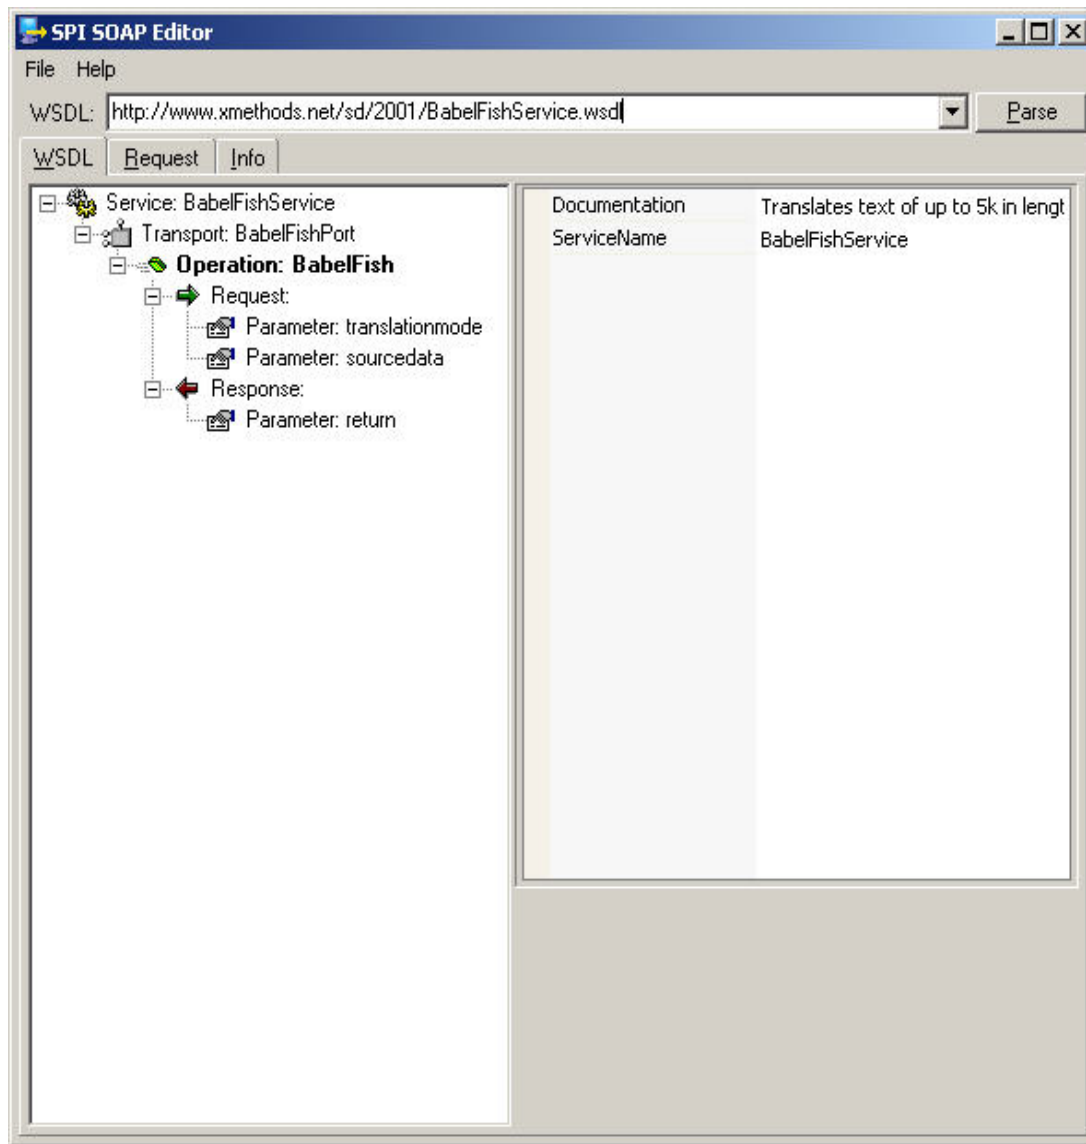 SPI SOAP Editor
File Help
WSDL: http://www.xmethods.net/sd/2001/BabelFishService.wsdl Parse
WSDL Request Info
Service: BabelFishService
Transport: BabelFishPort
Operation: BabelFish
Request:
Parameter: translationmode
Parameter: sourcedata
Response:
Parameter: return
Documentation Translates text of up to 5k in lengt
ServiceName BabelFishService